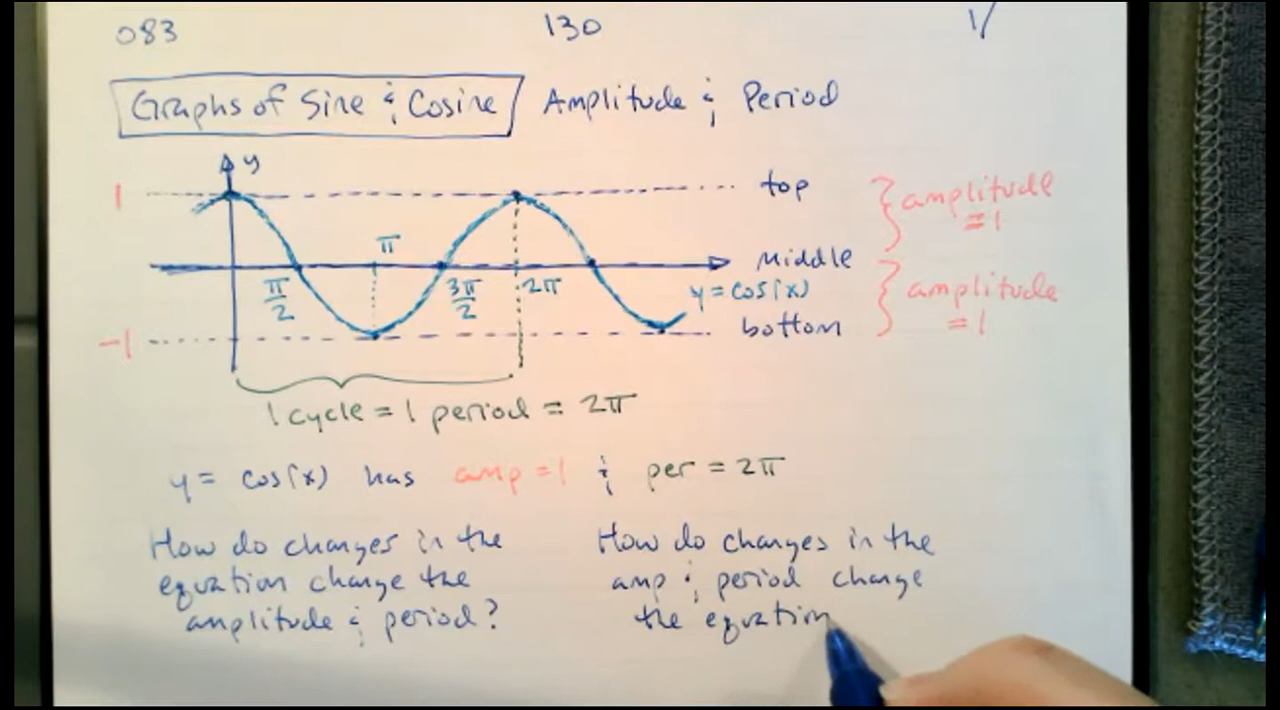 083 130 1/
Graphs of Sine & Cosine Amplitude & Period
y
1 top
amplitude
= 1
π
Middle
π/2 3π/2 2π
y = cos(x)
amplitude
= 1
bottom
-1
1 cycle = 1 period = 2π
y = cos(x) has amp = 1 & per = 2π
How do changes in the
equation change the
amplitude & period?
How do changes in the
amp & period change
the equation